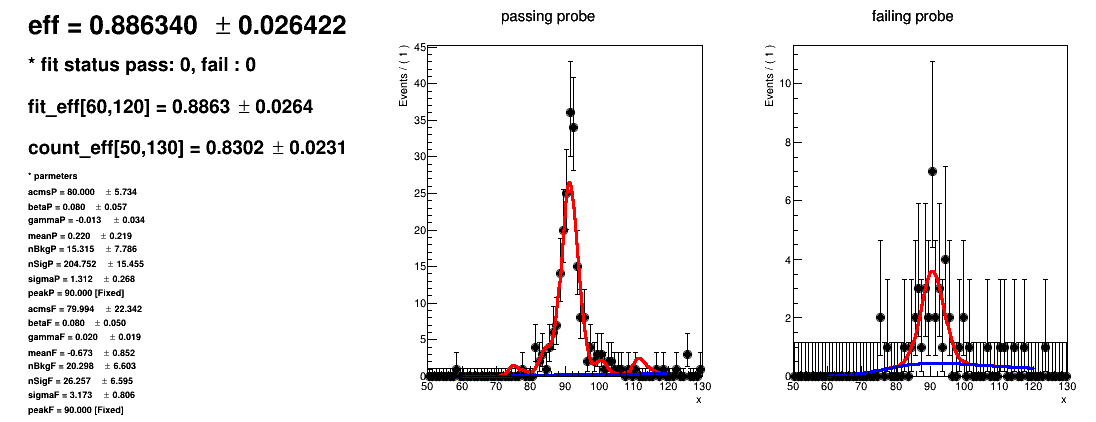 eff = 0.886340 ± 0.026422
* fit status pass: 0, fail : 0
fit_eff[60,120] = 0.8863 ± 0.0264
count_eff[50,130] = 0.8302 ± 0.0231
* parmeters
acmsP = 80.000 ± 5.734
betaP = 0.080 ± 0.057
gammaP = -0.013 ± 0.034
meanP = 0.220 ± 0.219
nBkgP = 15.315 ± 7.786
nSigP = 204.752 ± 15.455
sigmaP = 1.312 ± 0.268
peakP = 90.000 [Fixed]
acmsF = 79.994 ± 22.342
betaF = 0.080 ± 0.050
gammaF = 0.020 ± 0.019
meanF = -0.673 ± 0.852
nBkgF = 20.298 ± 6.603
nSigF = 26.257 ± 6.595
sigmaF = 3.173 ± 0.806
peakF = 90.000 [Fixed]
passing probe
Events / ( 1 )
45
40
35
30
25
20
15
10
5
0
50 60 70 80 90 100 110 120 130
x
failing probe
Events / ( 1 )
10
8
6
4
2
0
50 60 70 80 90 100 110 120 130
x